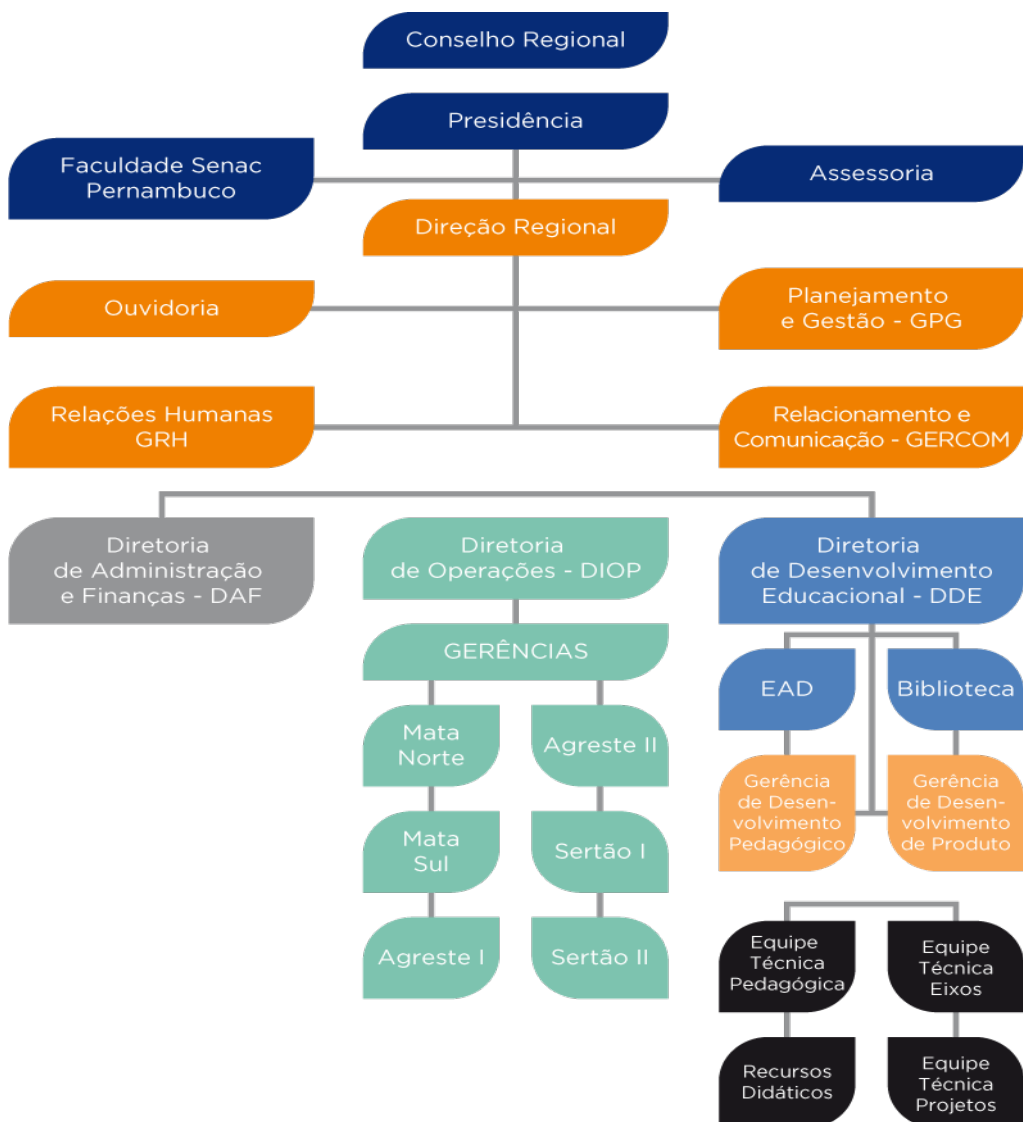 Conselho Regional
Presidência
Faculdade Senac
Pernambuco
Assessoria
Direção Regional
Ouvidoria
Planejamento
e Gestão - GPG
Relações Humanas
GRH
Relacionamento e
Comunicação - GERCOM
Diretoria
de Administração
e Finanças - DAF
Diretoria
de Operações - DIOP
Diretoria
de Desenvolvimento
Educacional - DDE
GERÊNCIAS
EAD
Biblioteca
Mata
Norte
Agreste II
Gerência
de Desen-
volvimento
Pedagógico
Gerência
de Desen-
volvimento
de Produto
Mata
Sul
Sertão I
Agreste I
Sertão II
Equipe
Técnica
Pedagógica
Equipe
Técnica
Eixos
Recursos
Didáticos
Equipe
Técnica
Projetos